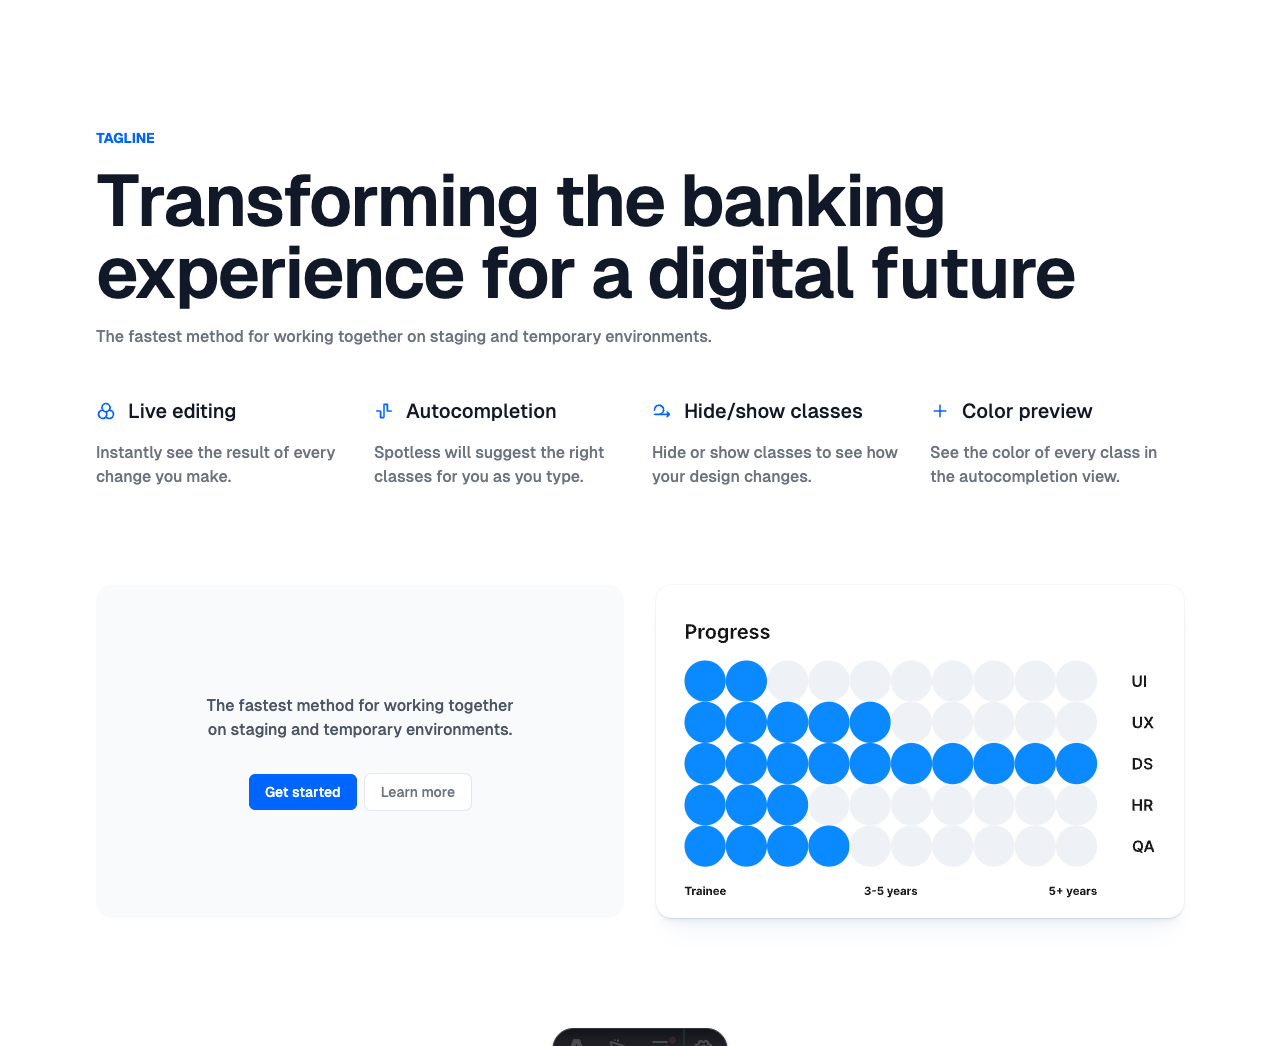 TAGLINE
Transforming the banking
experience for a digital future
The fastest method for working together on staging and temporary environments.
Live editing
Instantly see the result of every
change you make.
Autocompletion
Spotless will suggest the right
classes for you as you type.
Hide/show classes
Hide or show classes to see how
your design changes.
Color preview
See the color of every class in
the autocompletion view.
The fastest method for working together
on staging and temporary environments.
Get started
Learn more
Progress
UI
UX
DS
HR
QA
Trainee
3-5 years
5+ years